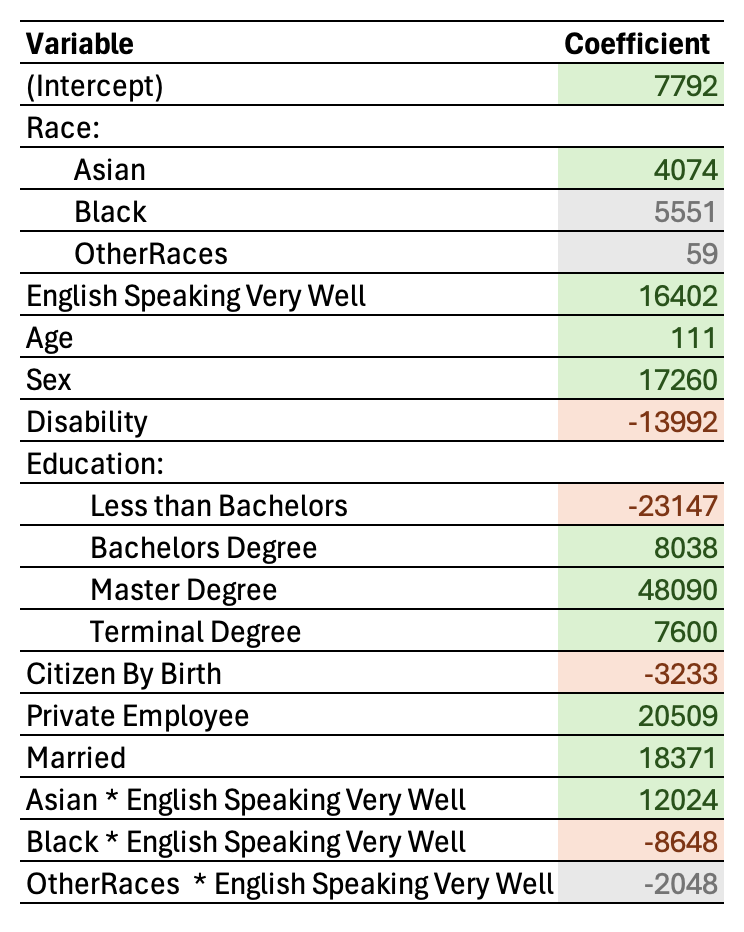 Variable Coefficient
(Intercept) 7792
Race:
Asian 4074
Black 5551
OtherRaces 59
English Speaking Very Well 16402
Age 111
Sex 17260
Disability -13992
Education:
Less than Bachelors -23147
Bachelors Degree 8038
Master Degree 48090
Terminal Degree 7600
Citizen By Birth -3233
Private Employee 20509
Married 18371
Asian * English Speaking Very Well 12024
Black * English Speaking Very Well -8648
OtherRaces * English Speaking Very Well -2048